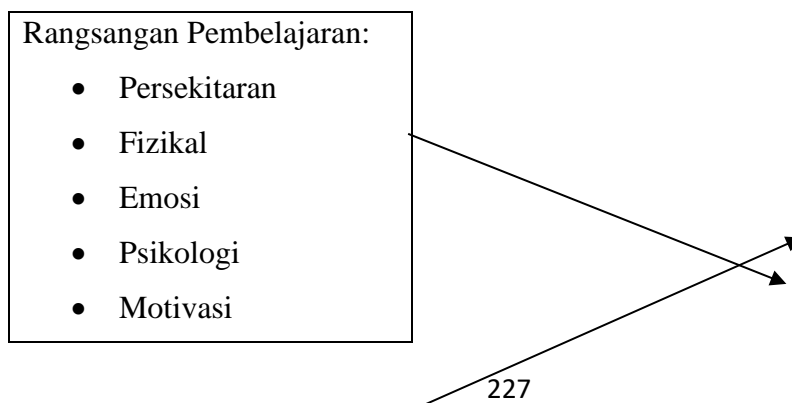 Rangsangan Pembelajaran:
• Persekitaran
• Fizikal
• Emosi
• Psikologi
• Motivasi
227